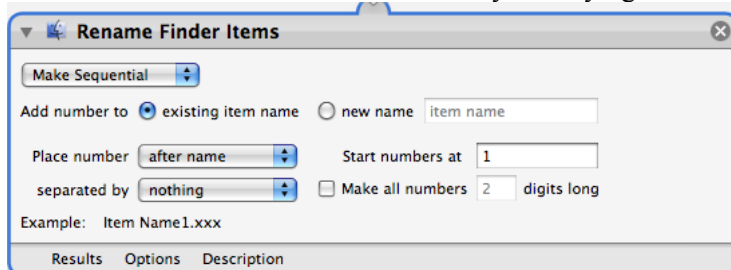 Rename Finder Items
Make Sequential
Add number to existing item name new name item name
Place number after name Start numbers at 1
separated by nothing Make all numbers 2 digits long
Example: Item Name1.xxx
Results Options Description